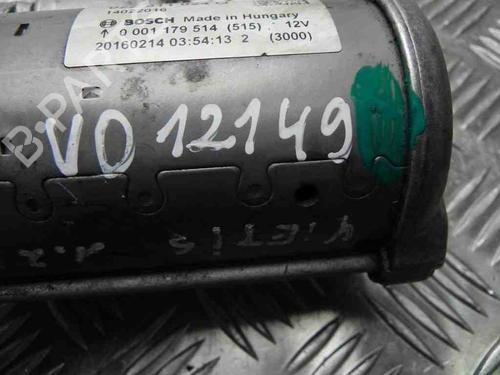 14022016
BOSCH Made in Hungary
↑ 0 001 179 514 (515) 12V
20160214 03:54:13 2 (3000)
B-PARTS
VO 12149